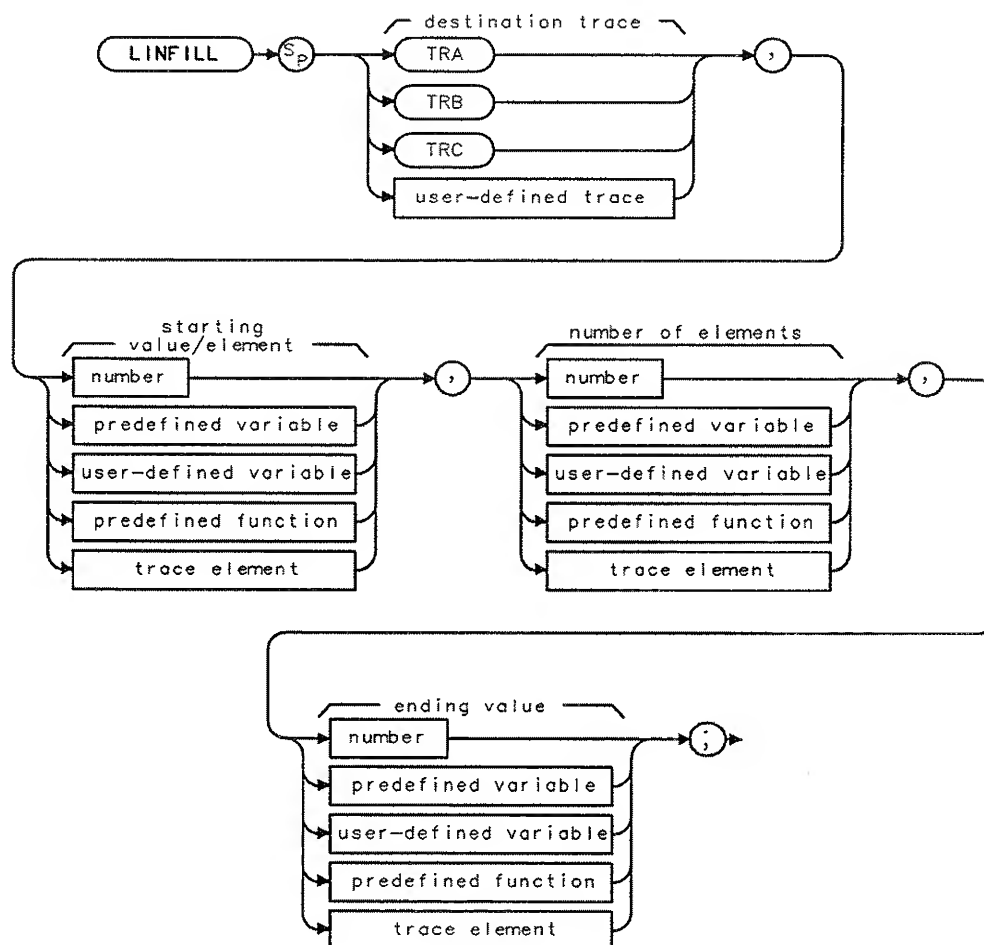 destination trace
LINFILL SP TRA ,
TRB
TRC
user-defined trace
starting
value/element
number of elements
number , number ,
predefined variable predefined variable
user-defined variable user-defined variable
predefined function predefined function
trace element trace element
ending value
number ;
predefined variable
user-defined variable
predefined function
trace element